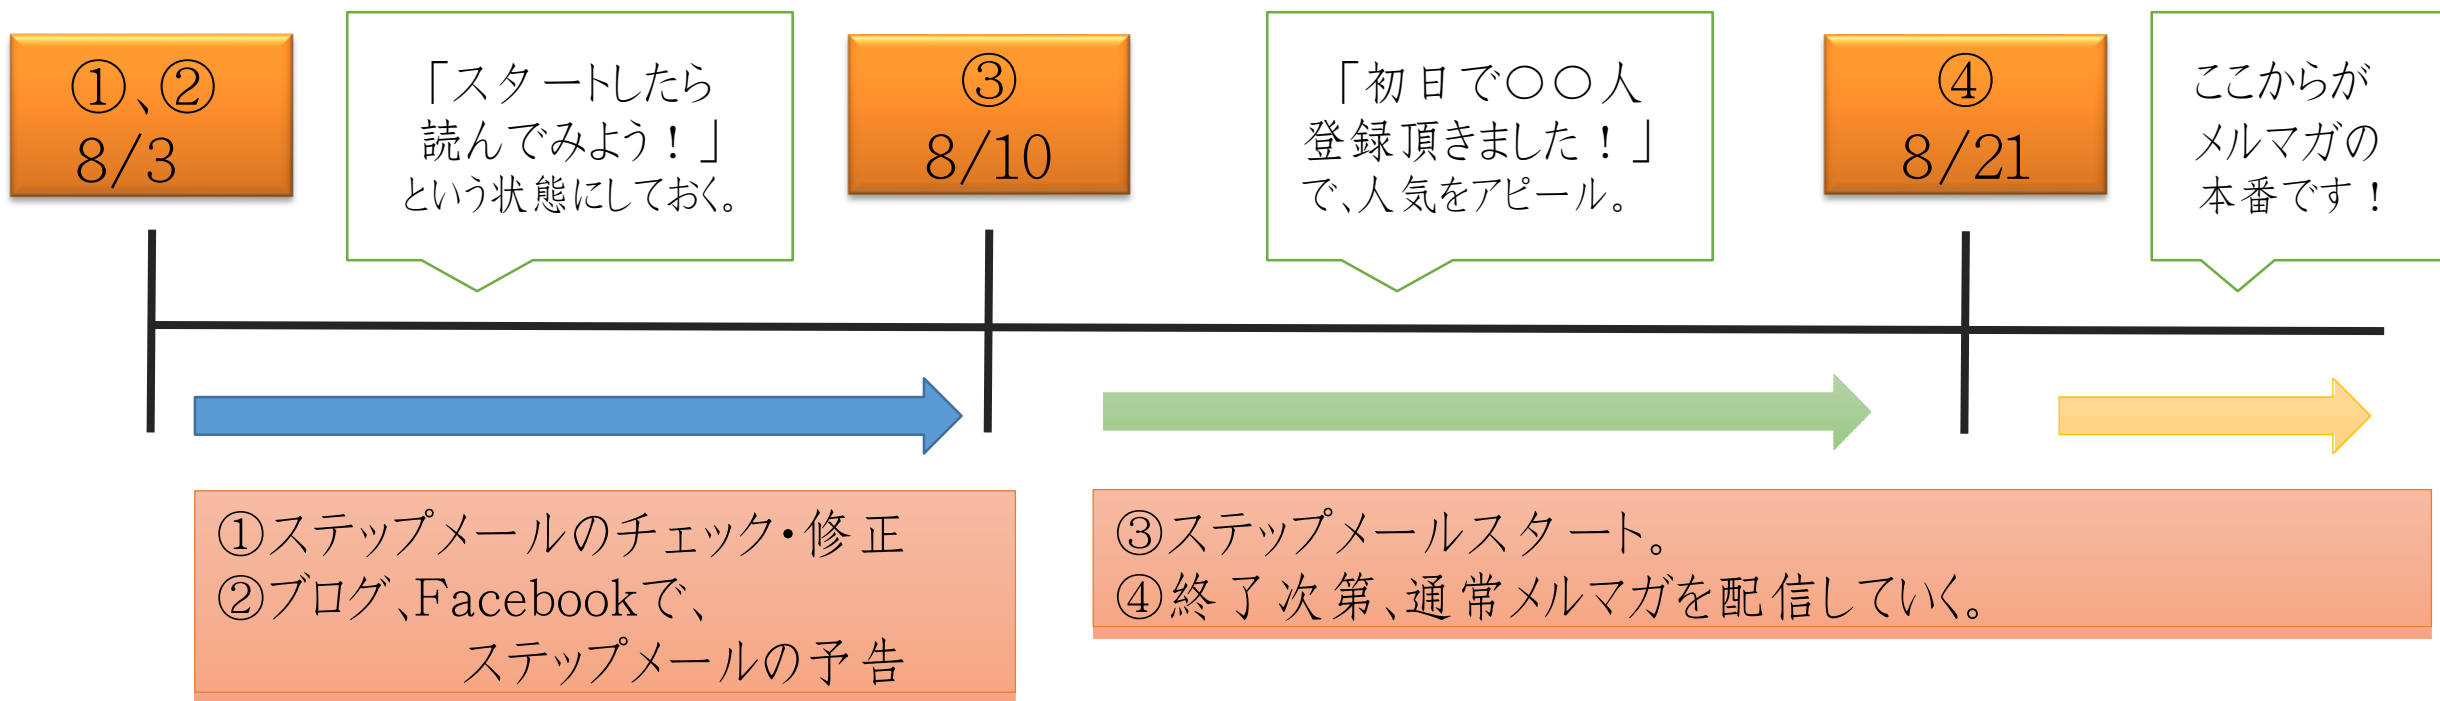 ①、②
8/3
「スタートしたら
読んでみよう！」
という状態にしておく。
③
8/10
「初日で〇〇人
登録頂きました！」
で、人気をアピール。
④
8/21
ここからが
メルマガの
本番です！
①ステップメールのチェック・修正
②ブログ、Facebookで、
ステップメールの予告
③ステップメールスタート。
④終了次第、通常メルマガを配信していく。